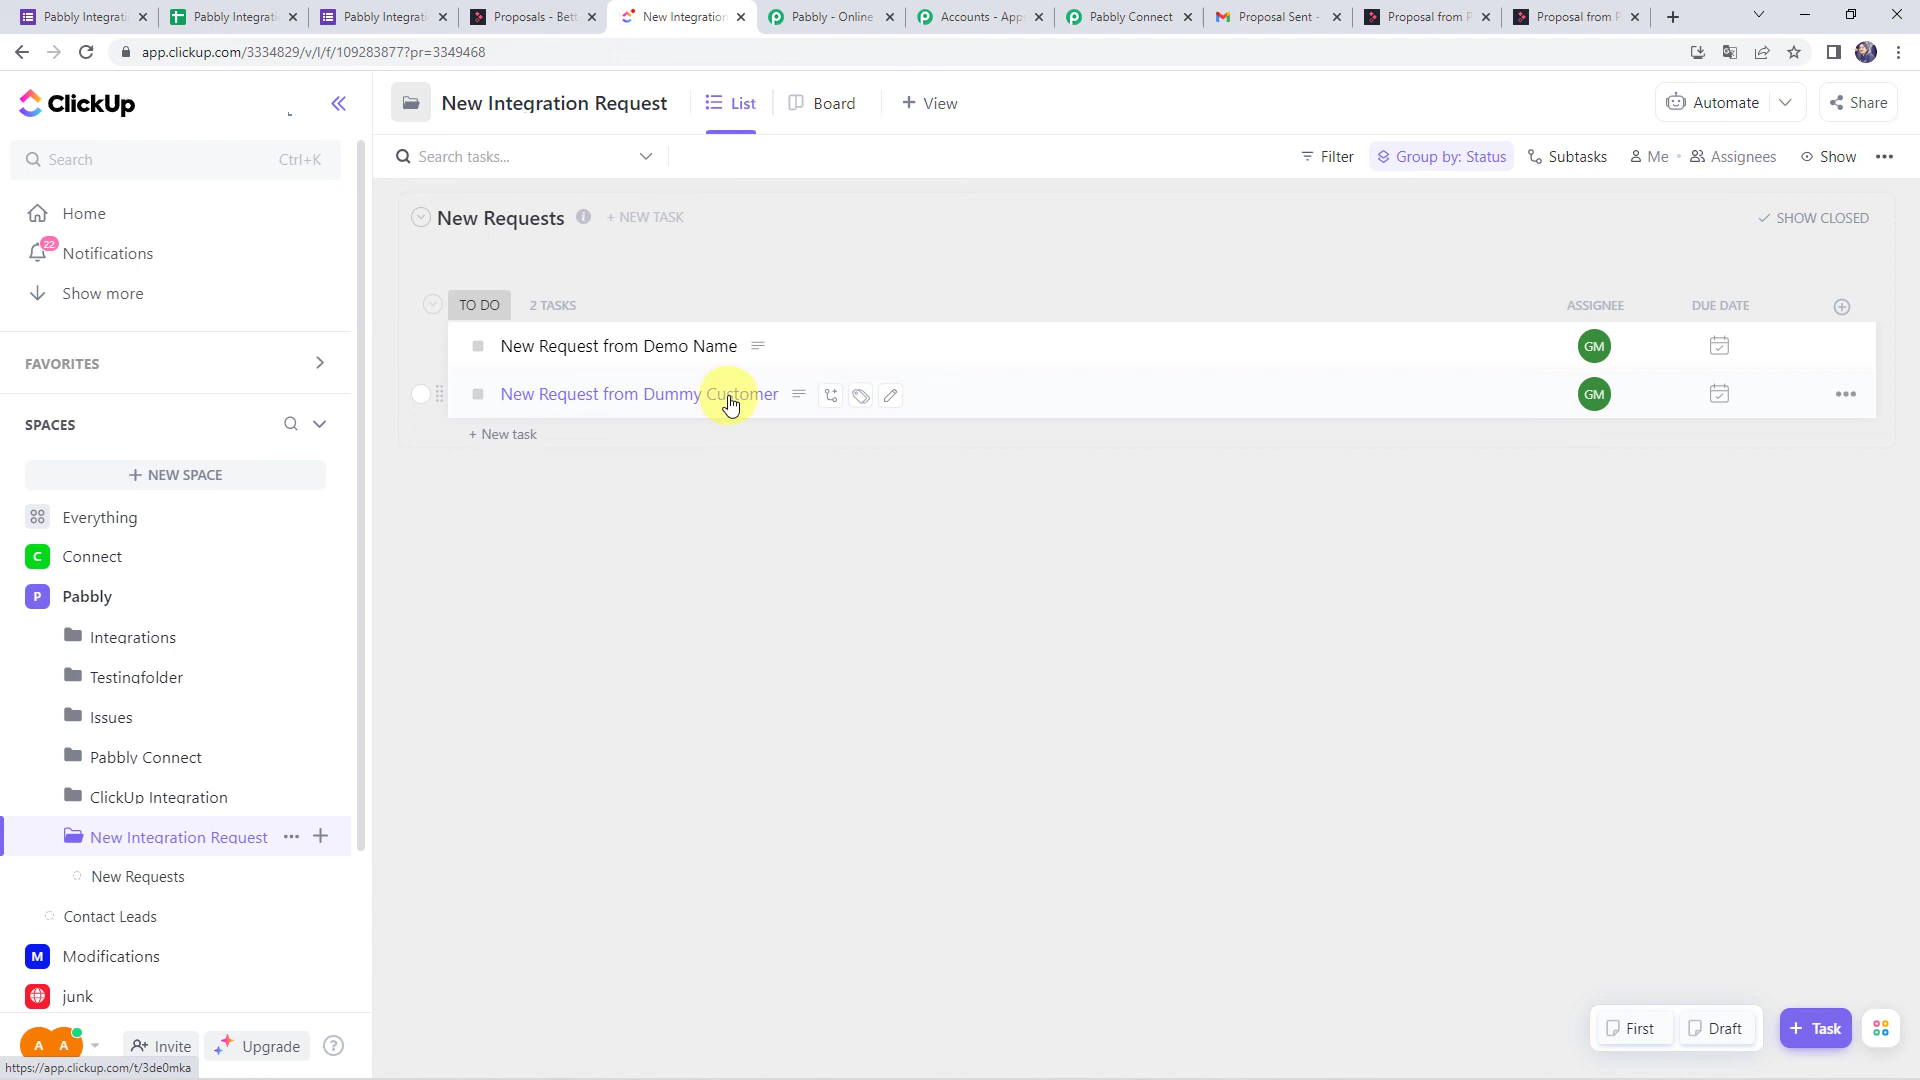 Pabbly Integrati
Pabbly Integrati
Pabbly Integrati
Proposals - Bett
New Integration
Pabbly - Online
Accounts - Apps
Pabbly Connect
Proposal Sent -
Proposal from P
Proposal from P
app.clickup.com/3334829/v/l/f/109283877?pr=3349468
ClickUp
New Integration Request
List
Board
+ View
Automate
Share
Search
Ctrl+K
Search tasks...
Filter
Group by: Status
Subtasks
Me
Assignees
Show
Home
22
Notifications
Show more
New Requests
+ NEW TASK
SHOW CLOSED
TO DO
2 TASKS
ASSIGNEE
DUE DATE
New Request from Demo Name
GM
New Request from Dummy Customer
GM
+ New task
FAVORITES
SPACES
+ NEW SPACE
Everything
C
Connect
P
Pabbly
Integrations
Testingfolder
Issues
Pabbly Connect
ClickUp Integration
New Integration Request
New Requests
Contact Leads
M
Modifications
junk
A A
Invite
Upgrade
?
First
Draft
+ Task
https://app.clickup.com/t/3de0mka